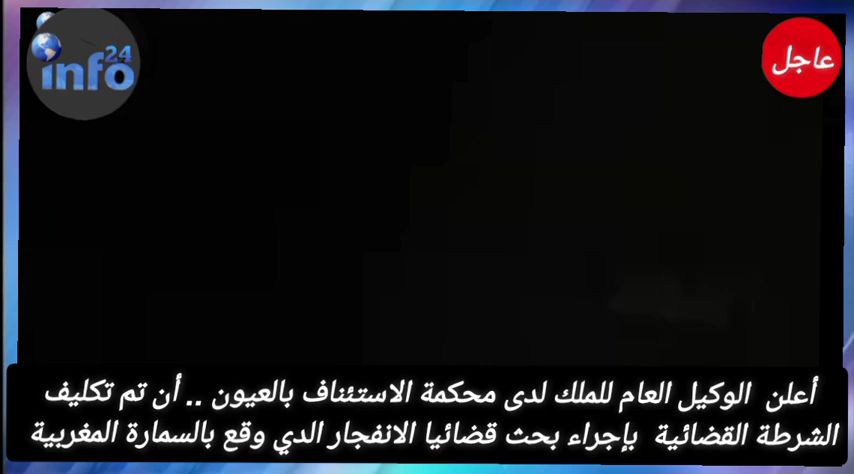 info24
عاجل
أعلن الوكيل العام للملك لدى محكمة الاستئناف بالعيون .. أن تم تكليف
الشرطة القضائية بإجراء بحث قضائيا الانفجار الدي وقع بالسمارة المغربية